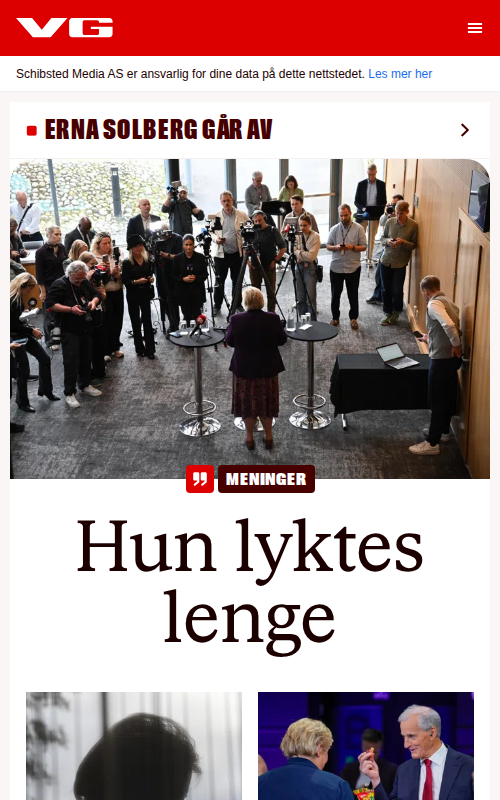 VG
Schibsted Media AS er ansvarlig for dine data på dette nettstedet. Les mer her
ERNA SOLBERG GÅR AV
MENINGER
Hun lyktes
lenge